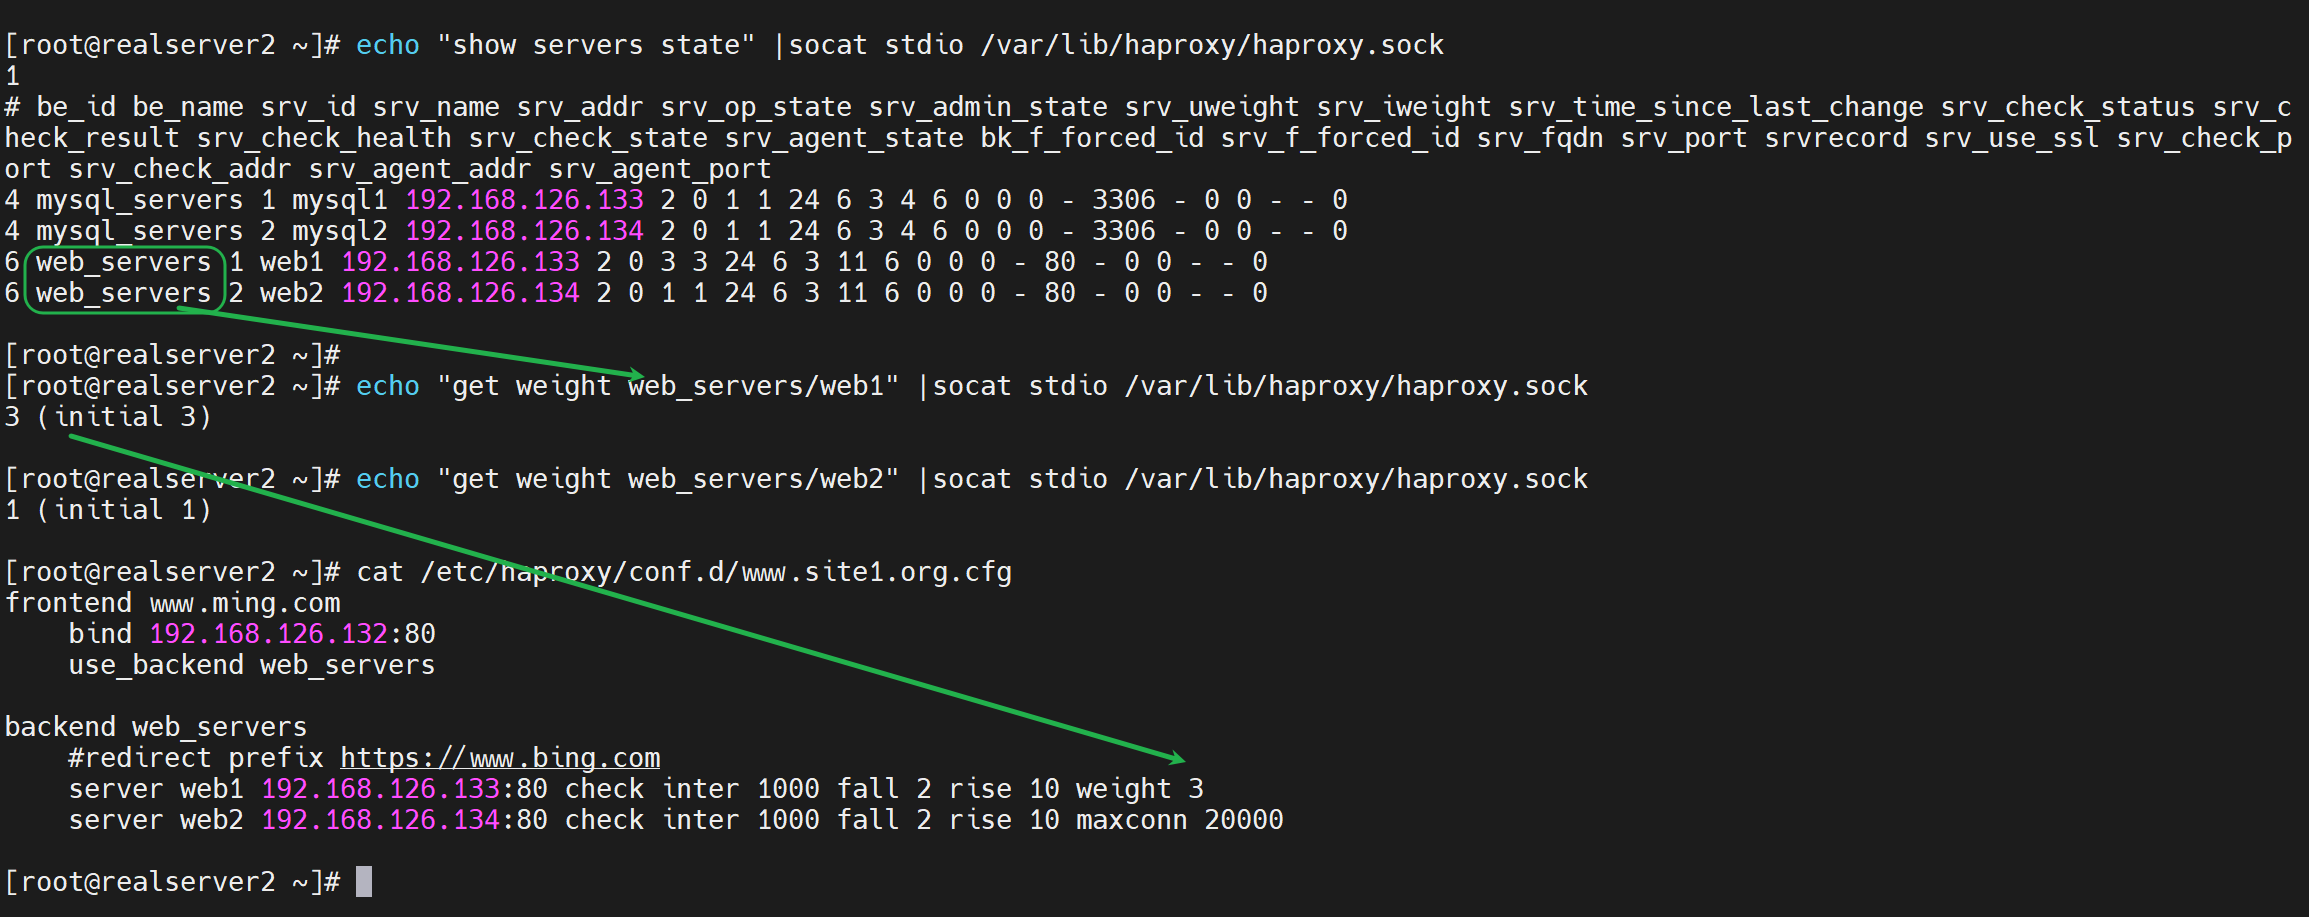 [root@realserver2 ~]# echo "show servers state" |socat stdio /var/lib/haproxy/haproxy.sock
1
# be_id be_name srv_id srv_name srv_addr srv_op_state srv_admin_state srv_uweight srv_iweight srv_time_since_last_change srv_check_status srv_c
heck_result srv_check_health srv_check_state srv_agent_state bk_f_forced_id srv_f_forced_id srv_fqdn srv_port srvrecord srv_use_ssl srv_check_p
ort srv_check_addr srv_agent_addr srv_agent_port
4 mysql_servers 1 mysql1 192.168.126.133 2 0 1 1 24 6 3 4 6 0 0 0 - 3306 - 0 0 - - 0
4 mysql_servers 2 mysql2 192.168.126.134 2 0 1 1 24 6 3 4 6 0 0 0 - 3306 - 0 0 - - 0
6 web_servers 1 web1 192.168.126.133 2 0 3 3 24 6 3 11 6 0 0 0 - 80 - 0 0 - - 0
6 web_servers 2 web2 192.168.126.134 2 0 1 1 24 6 3 11 6 0 0 0 - 80 - 0 0 - - 0
[root@realserver2 ~]#
[root@realserver2 ~]# echo "get weight web_servers/web1" |socat stdio /var/lib/haproxy/haproxy.sock
3 (initial 3)
[root@realserver2 ~]# echo "get weight web_servers/web2" |socat stdio /var/lib/haproxy/haproxy.sock
1 (initial 1)
[root@realserver2 ~]# cat /etc/haproxy/conf.d/www.site1.org.cfg
frontend www.ming.com
    bind 192.168.126.132:80
    use_backend web_servers
backend web_servers
    #redirect prefix https://www.bing.com
    server web1 192.168.126.133:80 check inter 1000 fall 2 rise 10 weight 3
    server web2 192.168.126.134:80 check inter 1000 fall 2 rise 10 maxconn 20000
[root@realserver2 ~]#